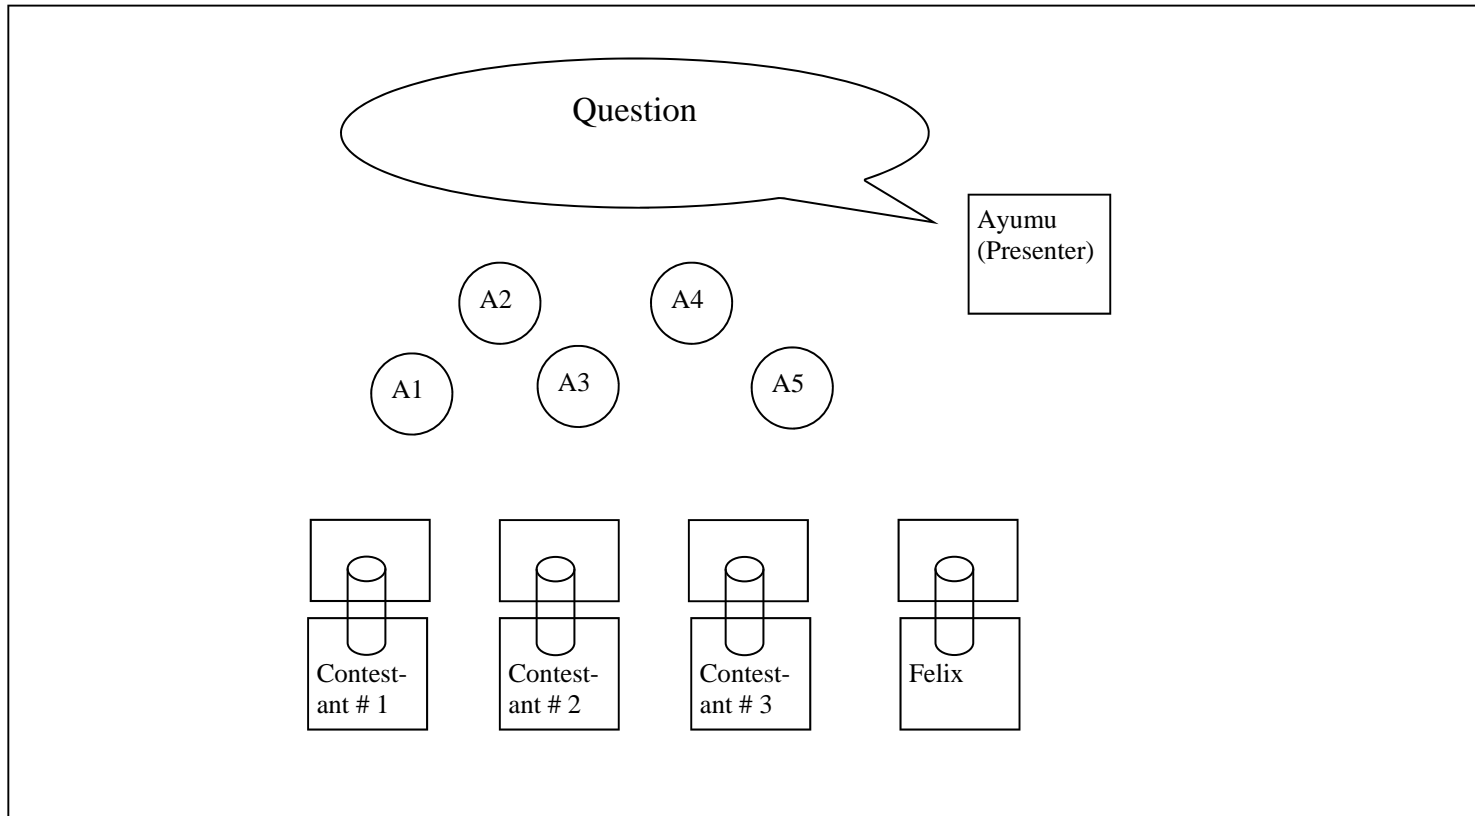 Question
Ayumu
(Presenter)
A2
A4
A1
A3
A5
Contest-
ant # 1
Contest-
ant # 2
Contest-
ant # 3
Felix